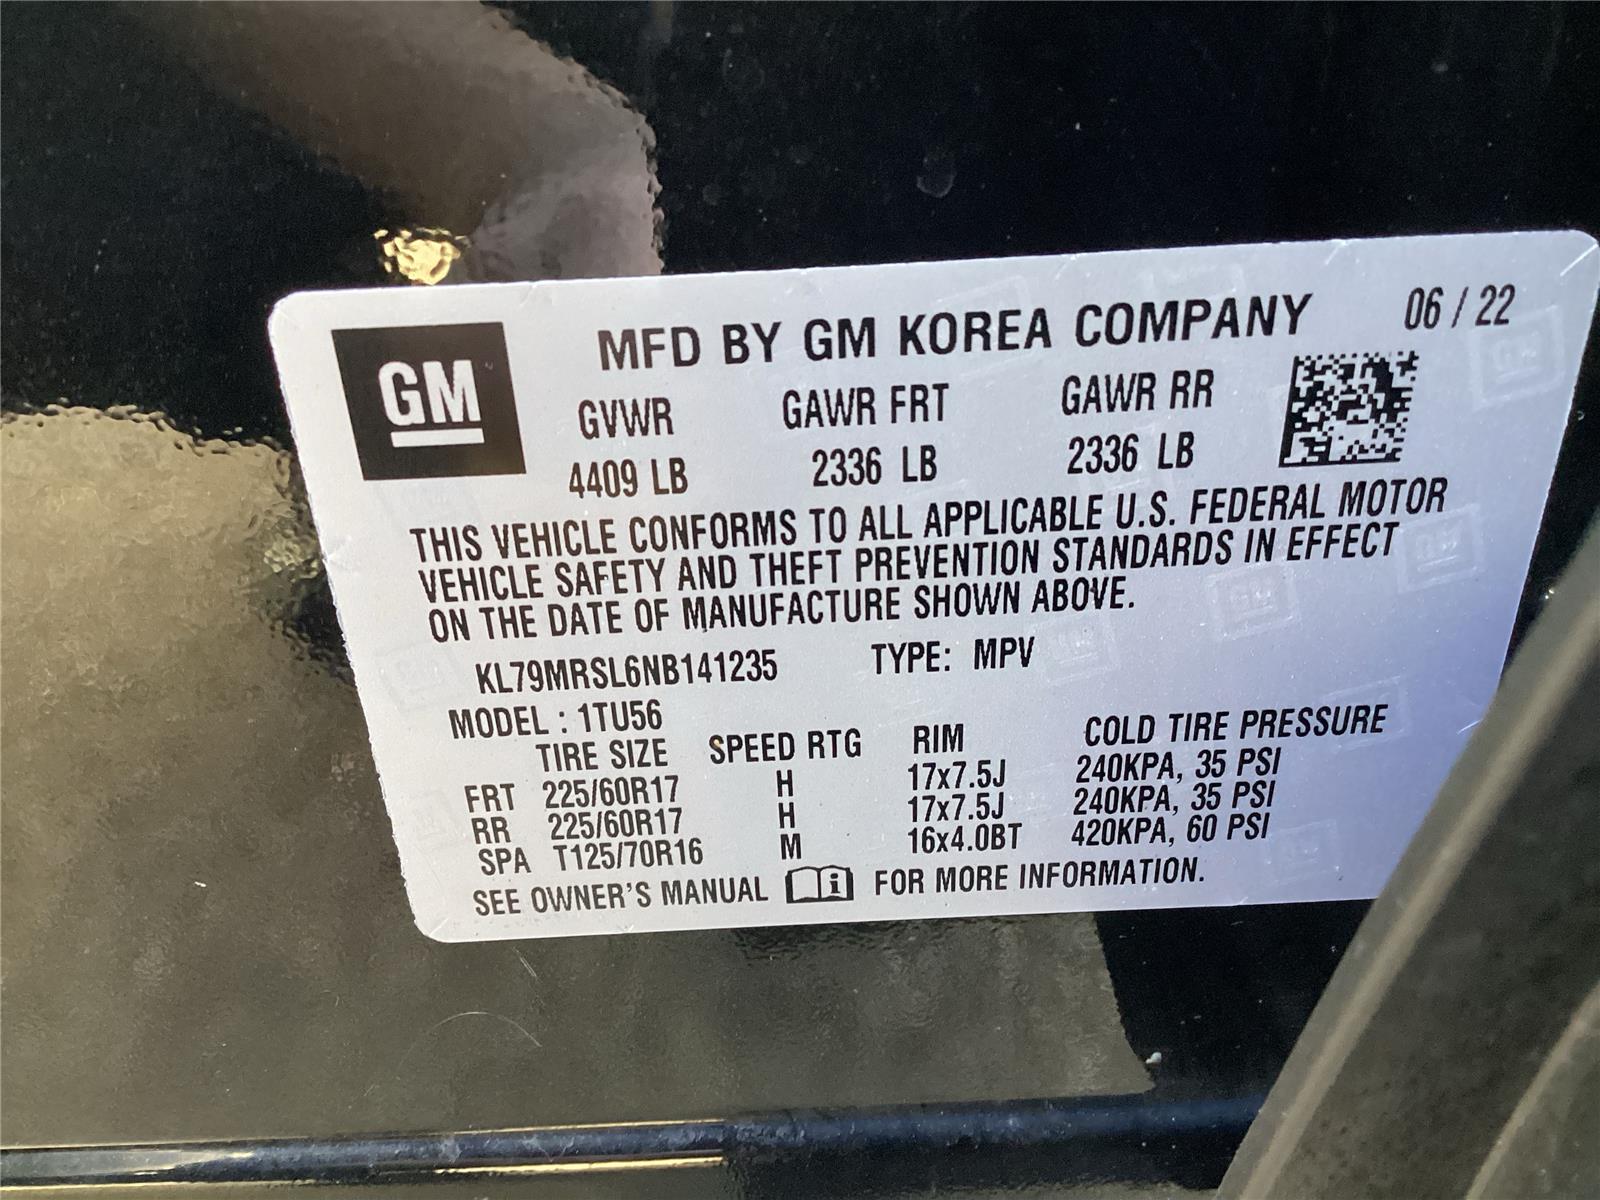 GM
MFD BY GM KOREA COMPANY 06 / 22
GVWR GAWR FRT GAWR RR
4409 LB 2336 LB 2336 LB
THIS VEHICLE CONFORMS TO ALL APPLICABLE U.S. FEDERAL MOTOR
VEHICLE SAFETY AND THEFT PREVENTION STANDARDS IN EFFECT
ON THE DATE OF MANUFACTURE SHOWN ABOVE.
KL79MRSL6NB141235 TYPE: MPV
MODEL : 1TU56
TIRE SIZE SPEED RTG RIM COLD TIRE PRESSURE
FRT 225/60R17 H 17x7.5J 240KPA, 35 PSI
RR 225/60R17 H 17x7.5J 240KPA, 35 PSI
SPA T125/70R16 M 16x4.0BT 420KPA, 60 PSI
SEE OWNER'S MANUAL i FOR MORE INFORMATION.